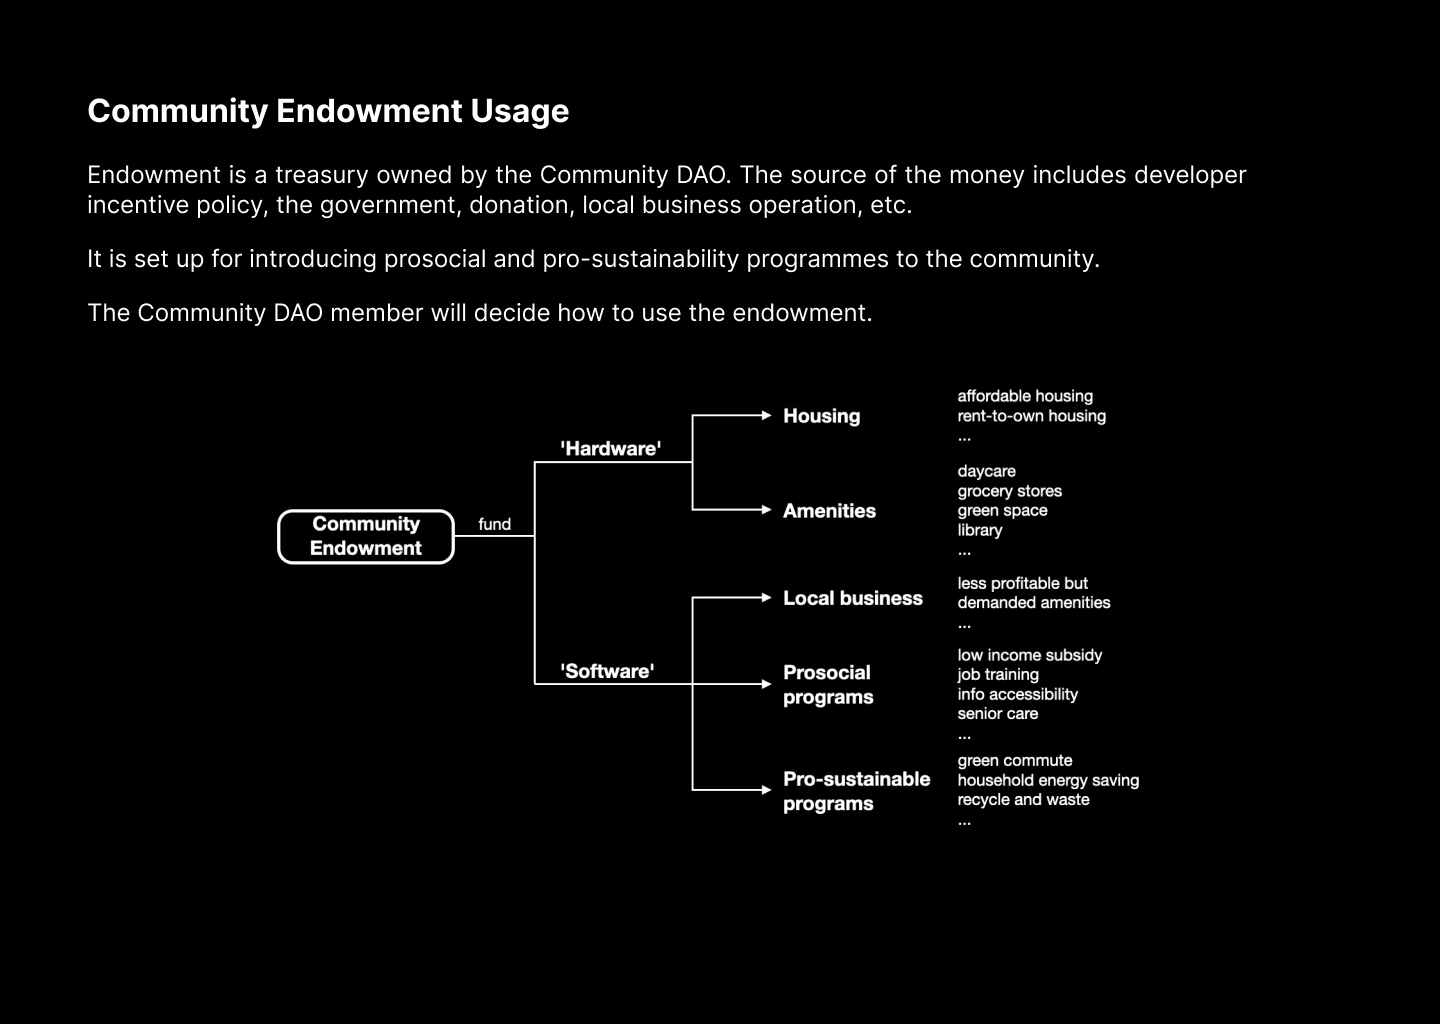 Community Endowment Usage
Endowment is a treasury owned by the Community DAO. The source of the money includes developer
incentive policy, the government, donation, local business operation, etc.
It is set up for introducing prosocial and pro-sustainability programmes to the community.
The Community DAO member will decide how to use the endowment.
Community
Endowment
fund
'Hardware'
Housing
affordable housing
rent-to-own housing
...
Amenities
daycare
grocery stores
green space
library
...
'Software'
Local business
less profitable but
demanded amenities
...
Prosocial
programs
low income subsidy
job training
info accessibility
senior care
...
Pro-sustainable
programs
green commute
household energy saving
recycle and waste
...